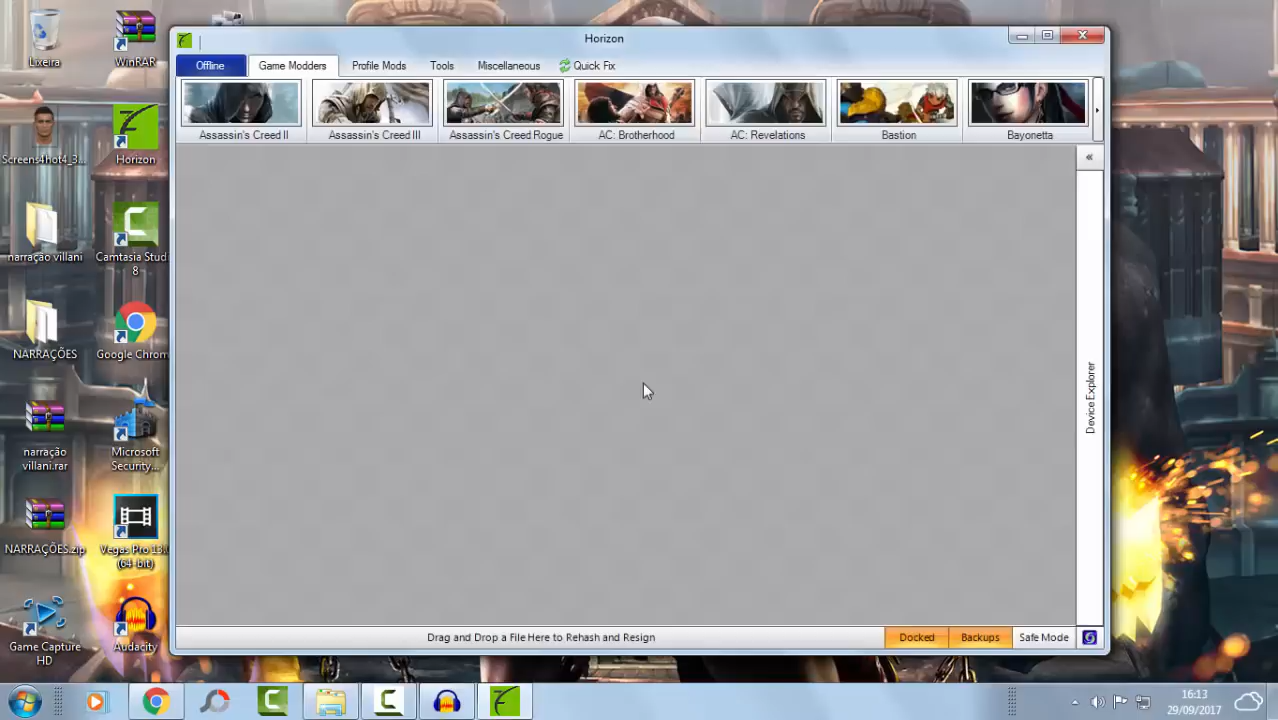 Lixeira
WinRAR
Screens4hot4_3...
Horizon
narração villani
Camtasia Studi
8
NARRAÇÕES
Google Chrom
narração
villani.rar
Microsoft
Security...
NARRAÇÕES.zip
Vegas Pro 13.
(64-bit)
Game Capture
HD
Audacity
Horizon
Offline
Game Modders
Profile Mods
Tools
Miscellaneous
Quick Fix
Assassin's Creed II
Assassin's Creed III
Assassin's Creed Rogue
AC: Brotherhood
AC: Revelations
Bastion
Bayonetta
Device Explorer
Drag and Drop a File Here to Rehash and Resign
Docked
Backups
Safe Mode
16:13
29/09/2017